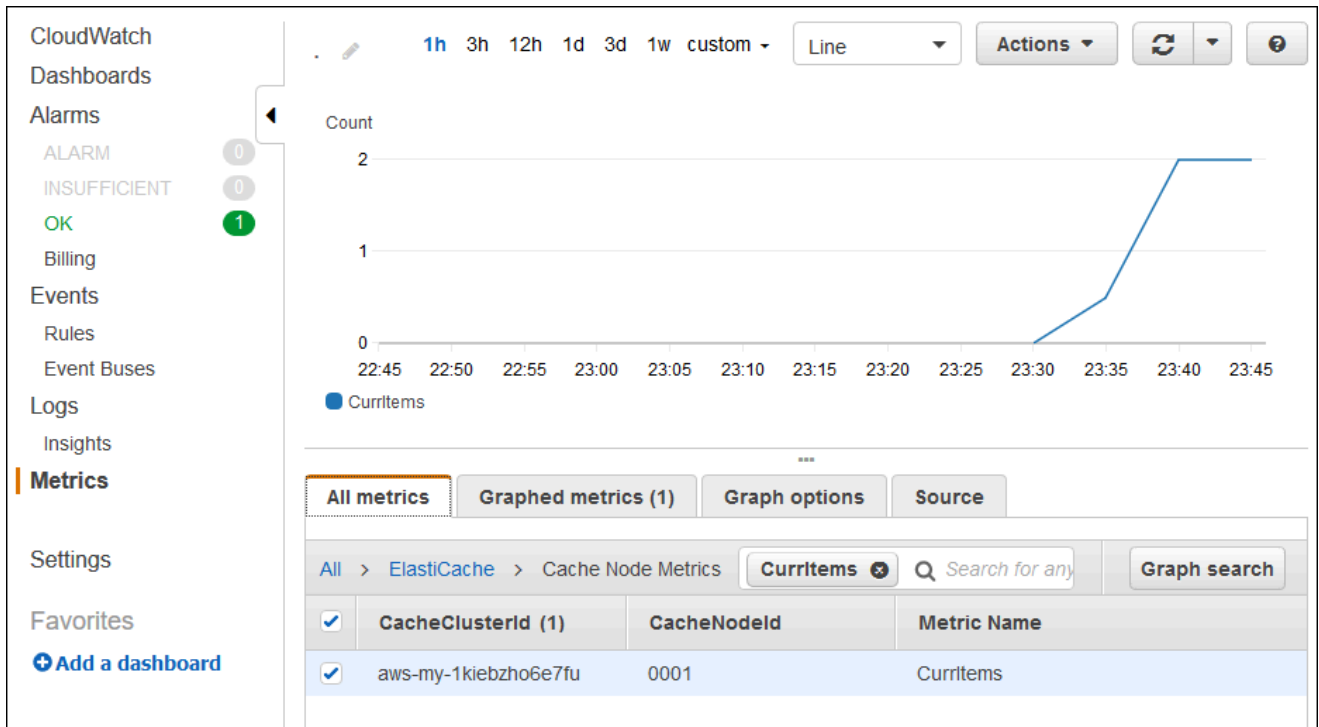 CloudWatch
Dashboards
Alarms
ALARM 0
INSUFFICIENT 0
OK 1
Billing
Events
Rules
Event Buses
Logs
Insights
Metrics
Settings
Favorites
Add a dashboard
. 1h 3h 12h 1d 3d 1w custom Line Actions
Count
2
1
0
22:45 22:50 22:55 23:00 23:05 23:10 23:15 23:20 23:25 23:30 23:35 23:40 23:45
CurrItems
All metrics Graphed metrics (1) Graph options Source
All > ElastiCache > Cache Node Metrics CurrItems Search for any Graph search
CacheClusterId (1) CacheNodeId Metric Name
aws-my-1kiebzho6e7fu 0001 CurrItems